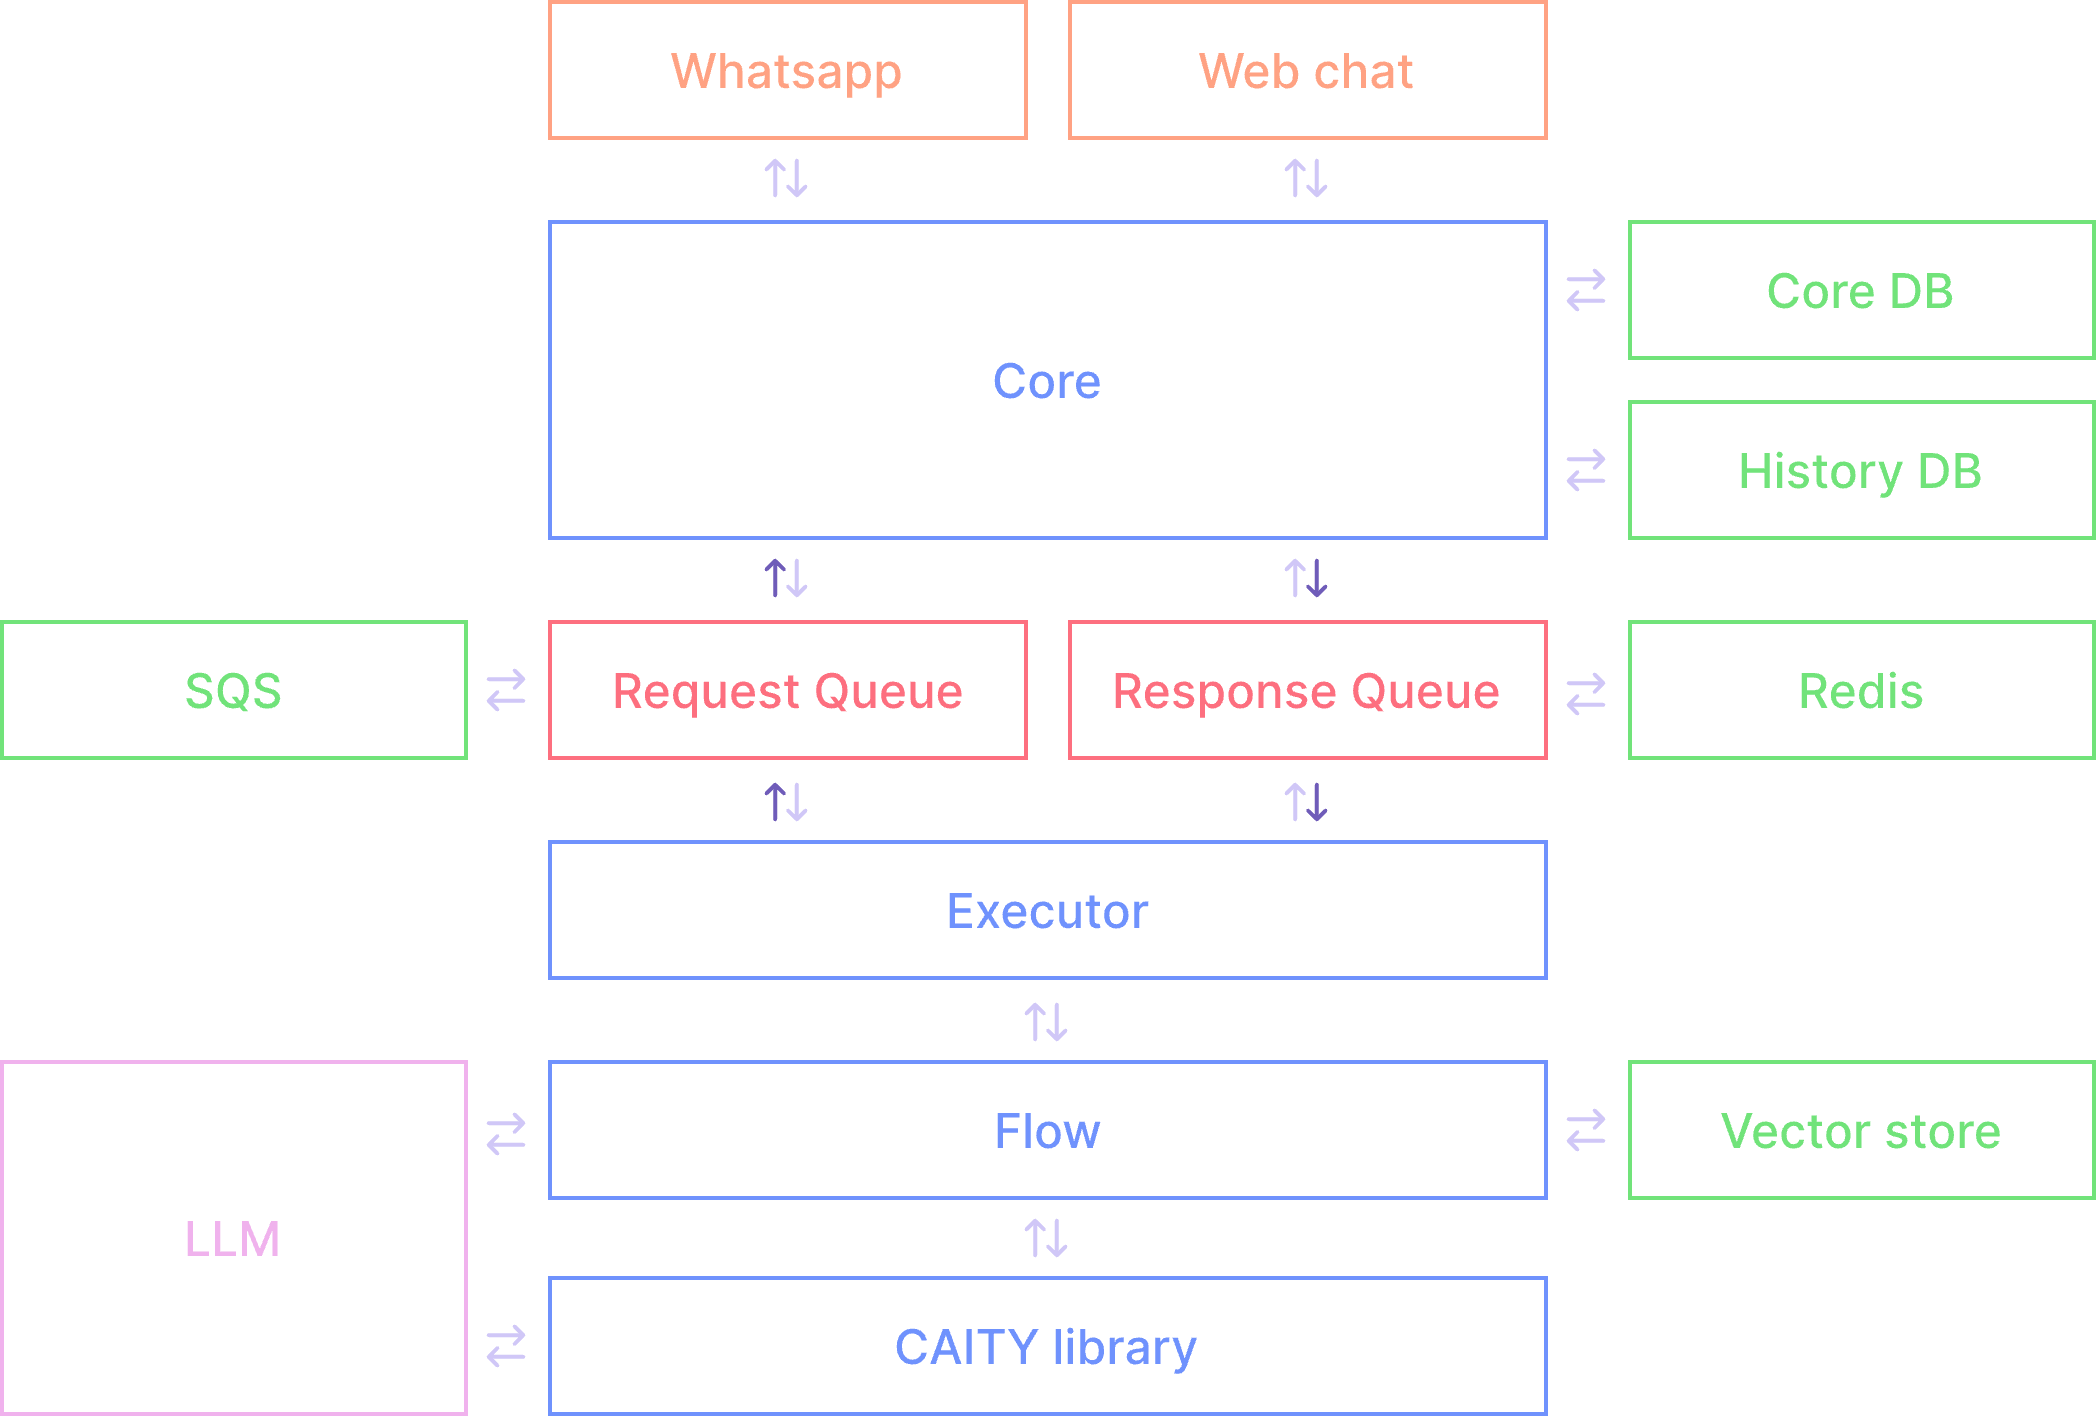 Whatsapp
Web chat
Core
Core DB
History DB
SQS
Request Queue
Response Queue
Redis
Executor
LLM
Flow
Vector store
CAITY library